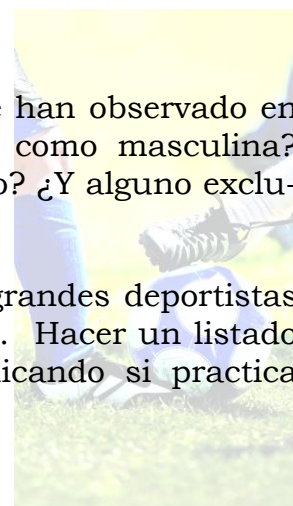 han observado en
como masculina?
o? ¿Y alguno exclu-
grandes deportistas
. Hacer un listado
icando si practica